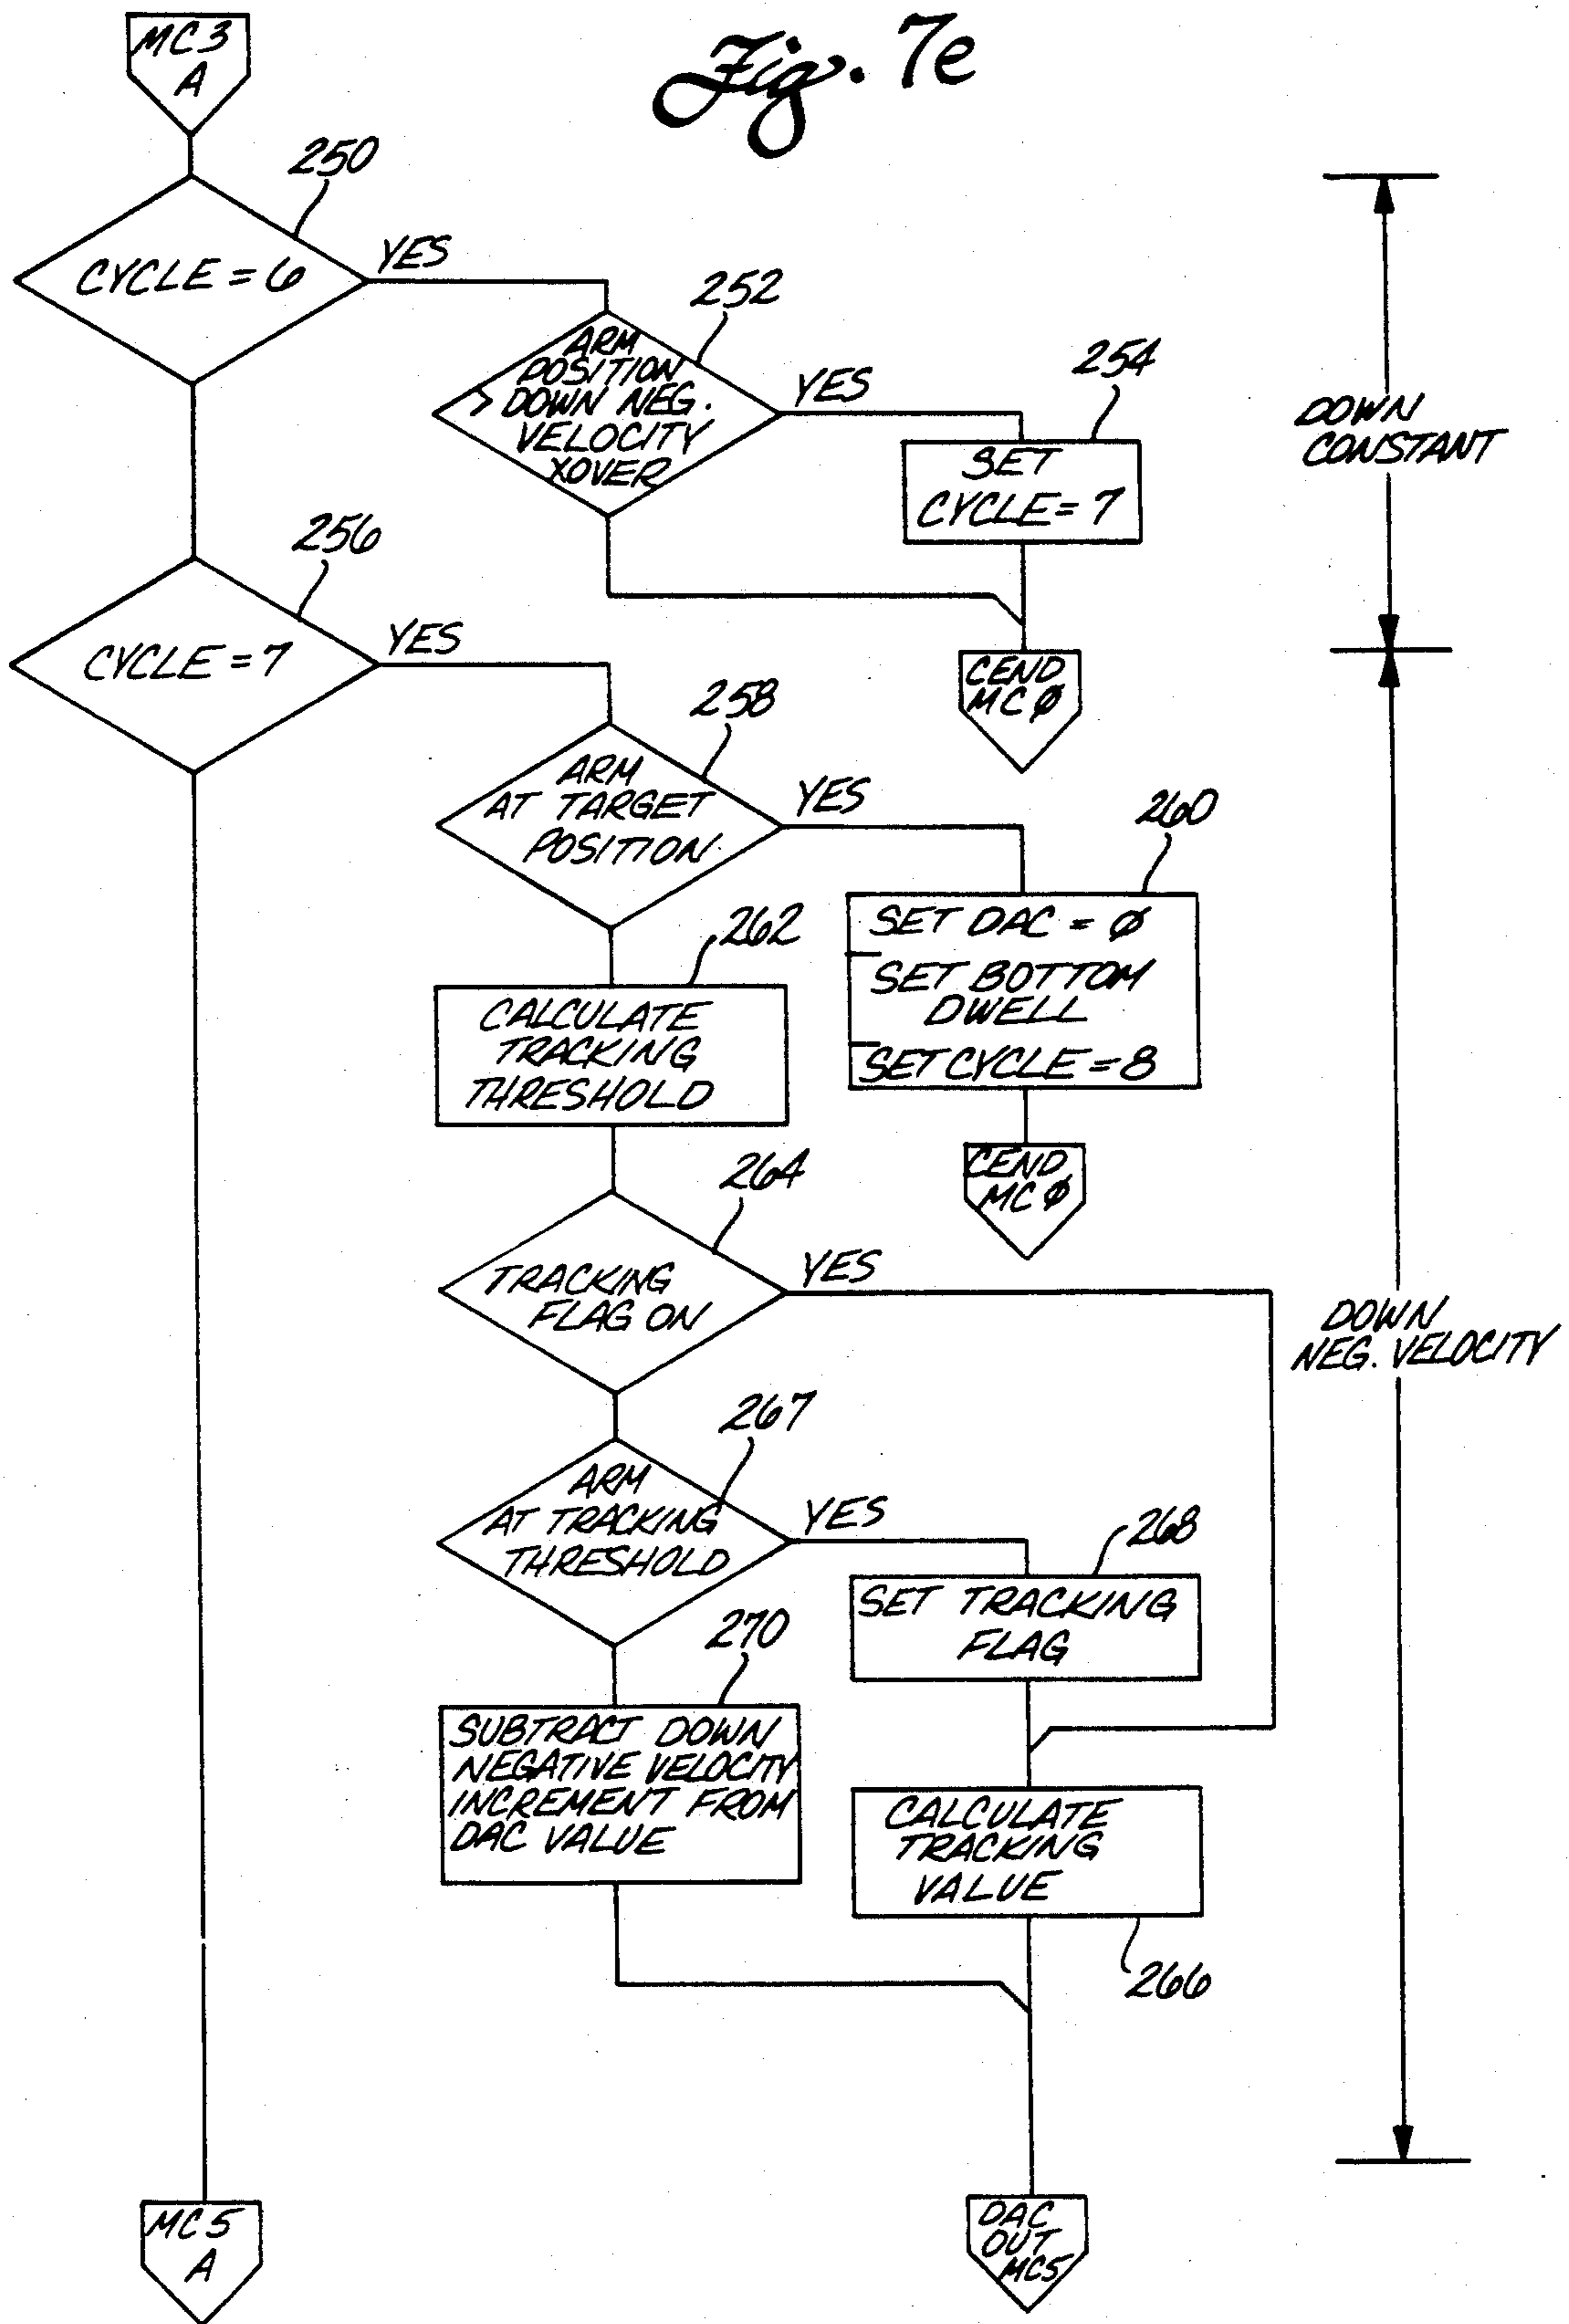 Fig. 7e
MC3
A
250
CYCLE = 6
YES
252
ARM
POSITION
> DOWN NEG.
VELOCITY
XOVER
YES
254
SET
CYCLE = 7
DOWN
CONSTANT
256
CYCLE = 7
YES
CEND
MC Ø
258
ARM
AT TARGET
POSITION
YES
260
SET DAC = Ø
SET BOTTOM
DWELL
SET CYCLE = 8
262
CALCULATE
TRACKING
THRESHOLD
CEND
MC Ø
264
TRACKING
FLAG ON
YES
DOWN
NEG. VELOCITY
267
ARM
AT TRACKING
THRESHOLD
YES
268
SET TRACKING
FLAG
270
SUBTRACT DOWN
NEGATIVE VELOCITY
INCREMENT FROM
DAC VALUE
CALCULATE
TRACKING
VALUE
266
MC5
A
DAC
OUT
MC5